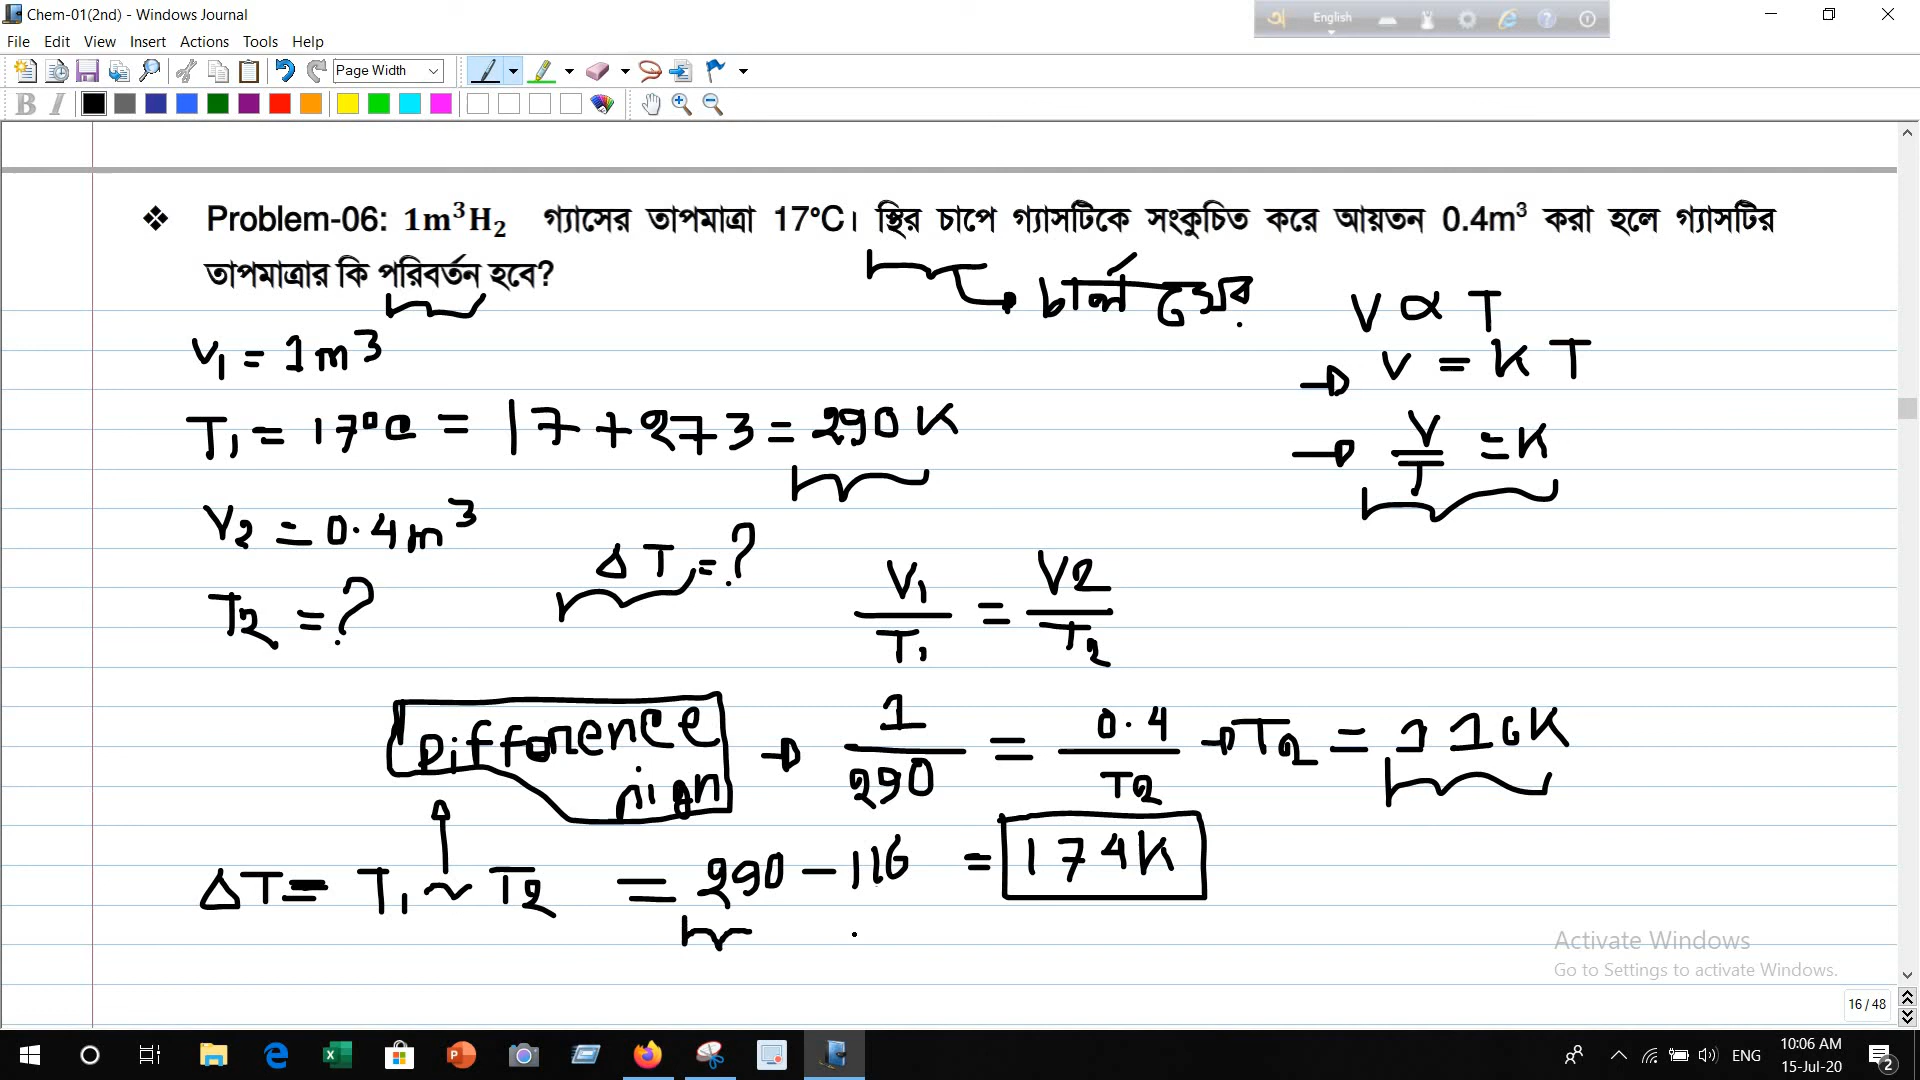 Chem-01(2nd) - Windows Journal
English
File Edit View Insert Actions Tools Help
Page Width
B I
❖ Problem-06: 1m³H₂ গ্যাসের তাপমাত্রা 17°C। স্থির চাপে গ্যাসটিকে সংকুচিত করে আয়তন 0.4m³ করা হলে গ্যাসটির
তাপমাত্রার কি পরিবর্তন হবে?
V ∝ T
V₁ = 1m³
→ V = K T
T₁ = 17°C = 17+273 = 290K
→ V/T = K
V₂ = 0.4m³
ΔT = ?
T₂ = ?
V₁/T₁ = V₂/T₂
Difference
sign
→ 1/290 = 0.4/T₂ → T₂ = 116K
ΔT = T₁ ~ T₂ = 290 - 116 = 174K
Activate Windows
Go to Settings to activate Windows.
16 / 48
ENG
10:06 AM
15-Jul-20
2